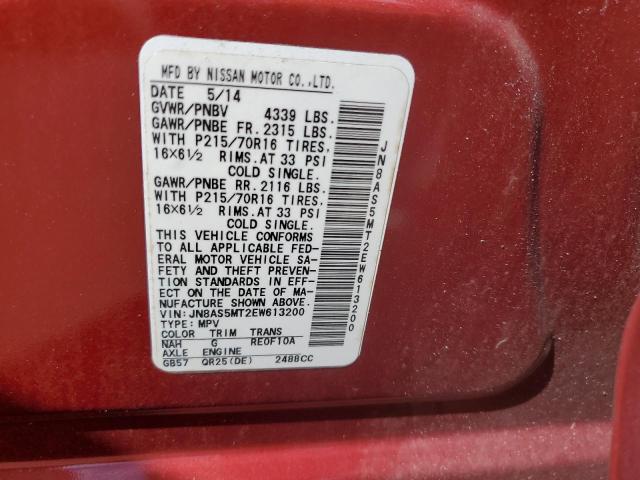 MFD BY NISSAN MOTOR CO.,LTD.
DATE 5/14
GVWR/PNBV 4339 LBS.
GAWR/PNBE FR. 2315 LBS.
WITH P215/70R16 TIRES.
16X6½ RIMS.AT 33 PSI
COLD SINGLE.
GAWR/PNBE RR. 2116 LBS.
WITH P215/70R16 TIRES.
16X6½ RIMS.AT 33 PSI
COLD SINGLE.
THIS VEHICLE CONFORMS
TO ALL APPLICABLE FED-
ERAL MOTOR VEHICLE SA-
FETY AND THEFT PREVEN-
TION STANDARDS IN EFF-
ECT ON THE DATE OF MA-
NUFACTURE SHOWN ABOVE.
VIN: JN8AS5MT2EW613200
TYPE: MPV
COLOR TRIM TRANS
NAH G RE0F10A
AXLE ENGINE
GB57 QR25(DE) 2488CC
JN8AS5MT2EW613200